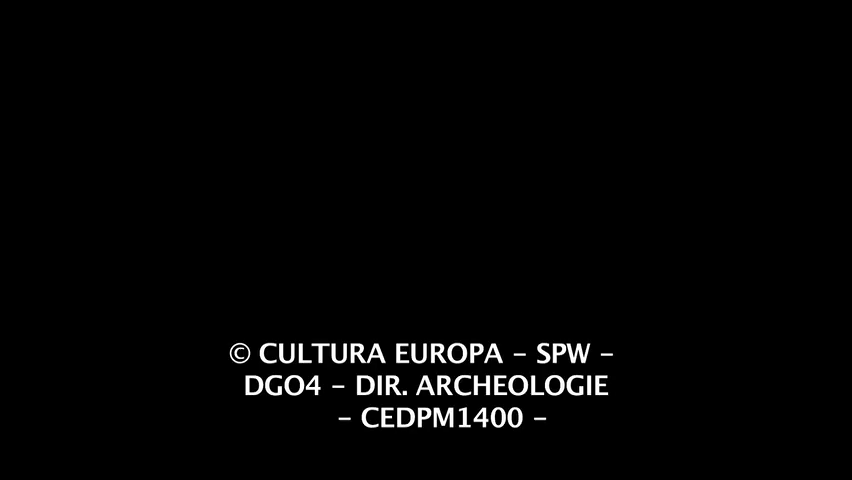 © CULTURA EUROPA – SPW –
DGO4 – DIR. ARCHEOLOGIE
– CEDPM1400 –